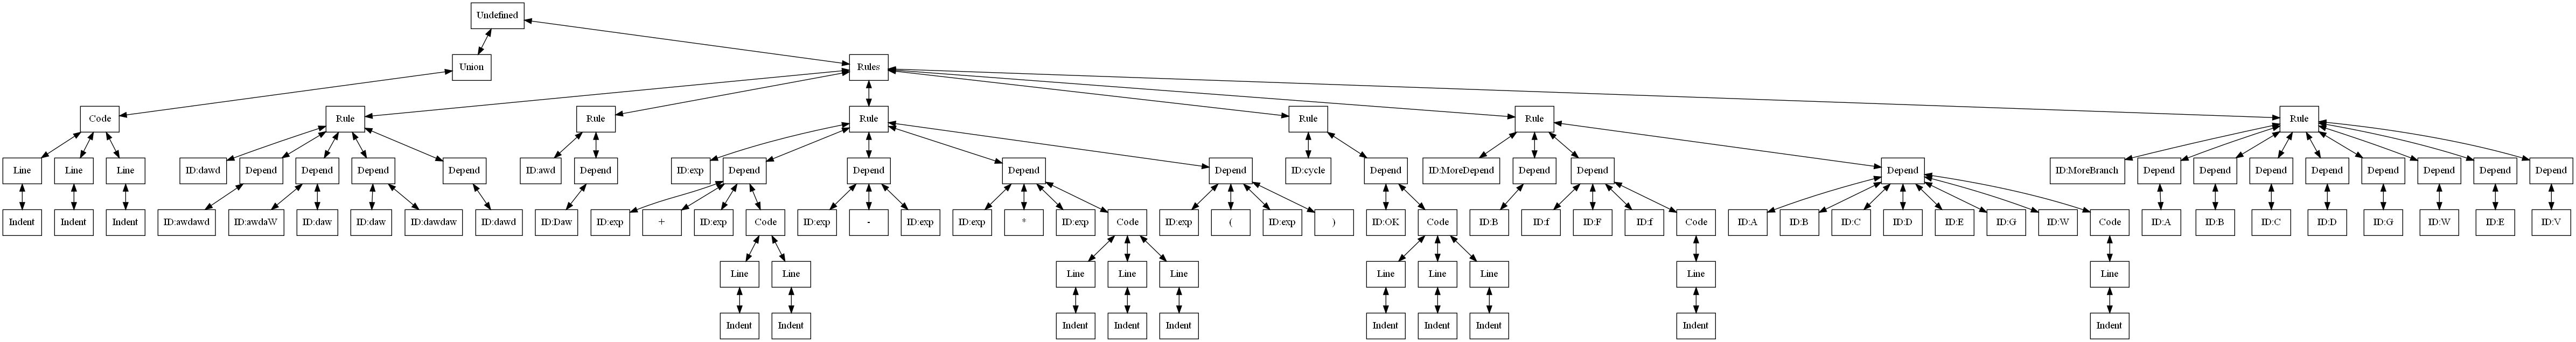 Undefined
Union Rules
Code Rule Rule Rule Rule Rule Rule
Line Line Line ID:dawd Depend Depend Depend Depend ID:awd Depend ID:exp Depend Depend Depend Depend ID:cycle Depend ID:MoreDepend Depend Depend Depend ID:MoreBranch Depend Depend Depend Depend Depend Depend Depend Depend
Indent Indent Indent ID:awdawd ID:awdaW ID:daw ID:daw ID:dawdaw ID:dawd ID:Daw ID:exp + ID:exp Code ID:exp - ID:exp ID:exp * ID:exp Code ID:exp ( ID:exp ) ID:OK Code ID:B ID:f ID:F ID:f Code ID:A ID:B ID:C ID:D ID:E ID:G ID:W Code ID:A ID:B ID:C ID:D ID:G ID:W ID:E ID:V
Line Line Line Line Line Line Line Line Line Line
Indent Indent Indent Indent Indent Indent Indent Indent Indent Indent